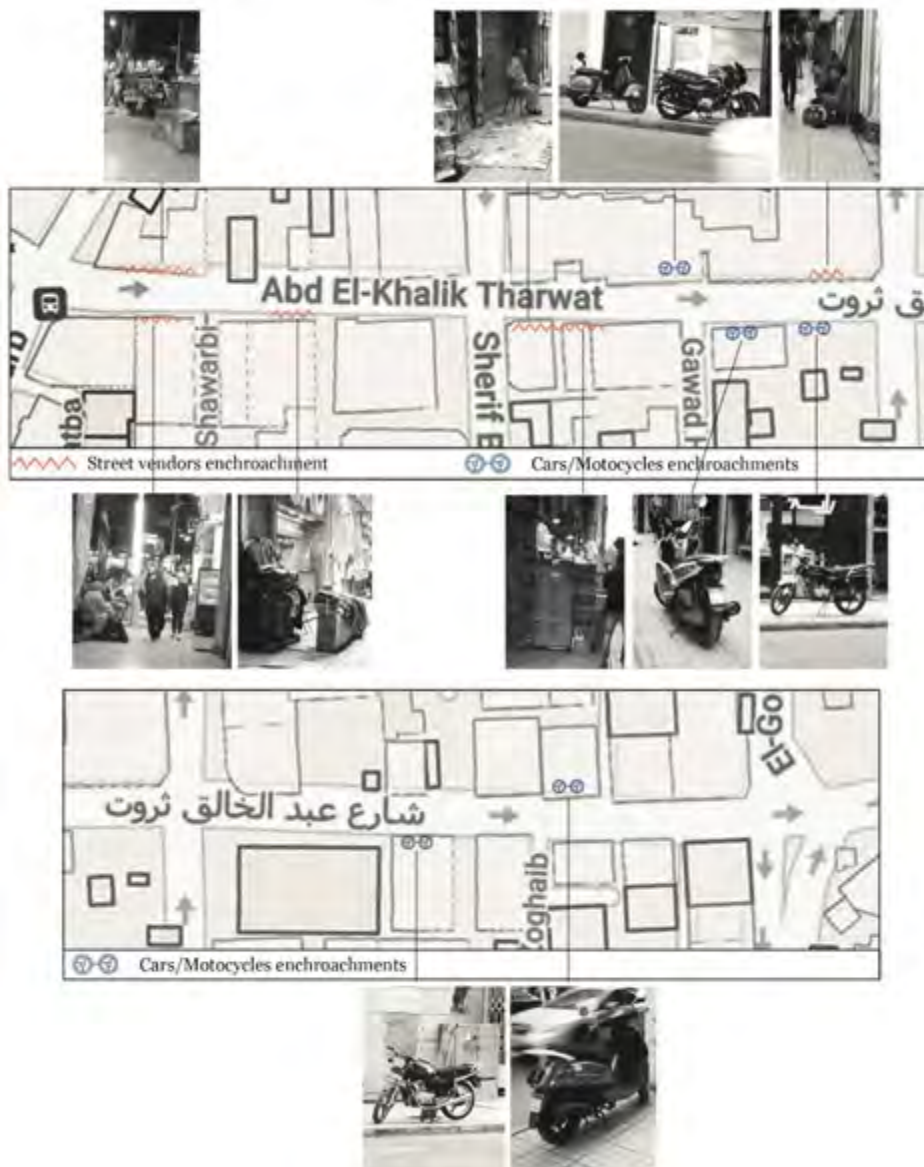 Abd El-Khalik Tharwat
ق ثروت
Shawarbi
Sherif
Gawad
Street vendors enchroachment
Cars/Motocycles enchroachments
El-Go
شارع عبد الخالق ثروت
Cars/Motocycles enchroachments